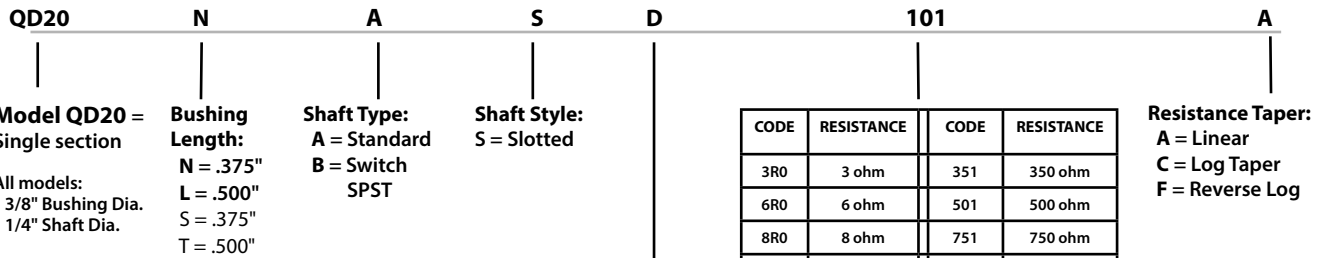 QD20 N A S D 101 A
Model QD20 =
Single section
All models:
3/8" Bushing Dia.
1/4" Shaft Dia.
Bushing
Length:
N = .375"
L = .500"
S = .375"
T = .500"
Shaft Type:
A = Standard
B = Switch
SPST
Shaft Style:
S = Slotted
CODE RESISTANCE CODE RESISTANCE
3R0 3 ohm 351 350 ohm
6R0 6 ohm 501 500 ohm
8R0 8 ohm 751 750 ohm
Resistance Taper:
A = Linear
C = Log Taper
F = Reverse Log